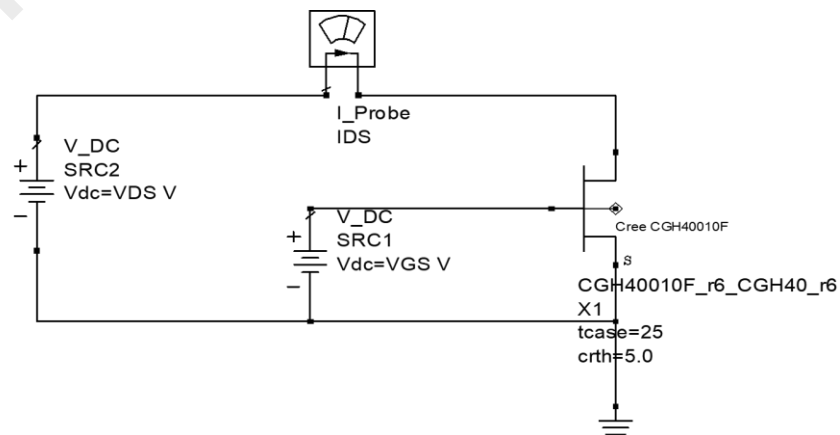 I_Probe
IDS
V_DC
SRC2
Vdc=VDS V
+
−
V_DC
SRC1
Vdc=VGS V
+
−
Cree CGH40010F
S
CGH40010F_r6_CGH40_r6
X1
tcase=25
crth=5.0